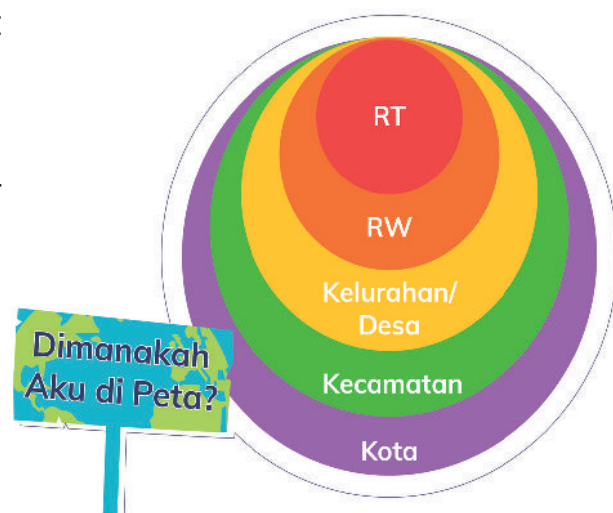 RT
RW
Kelurahan/
Desa
Kecamatan
Kota
Dimanakah
Aku di Peta?